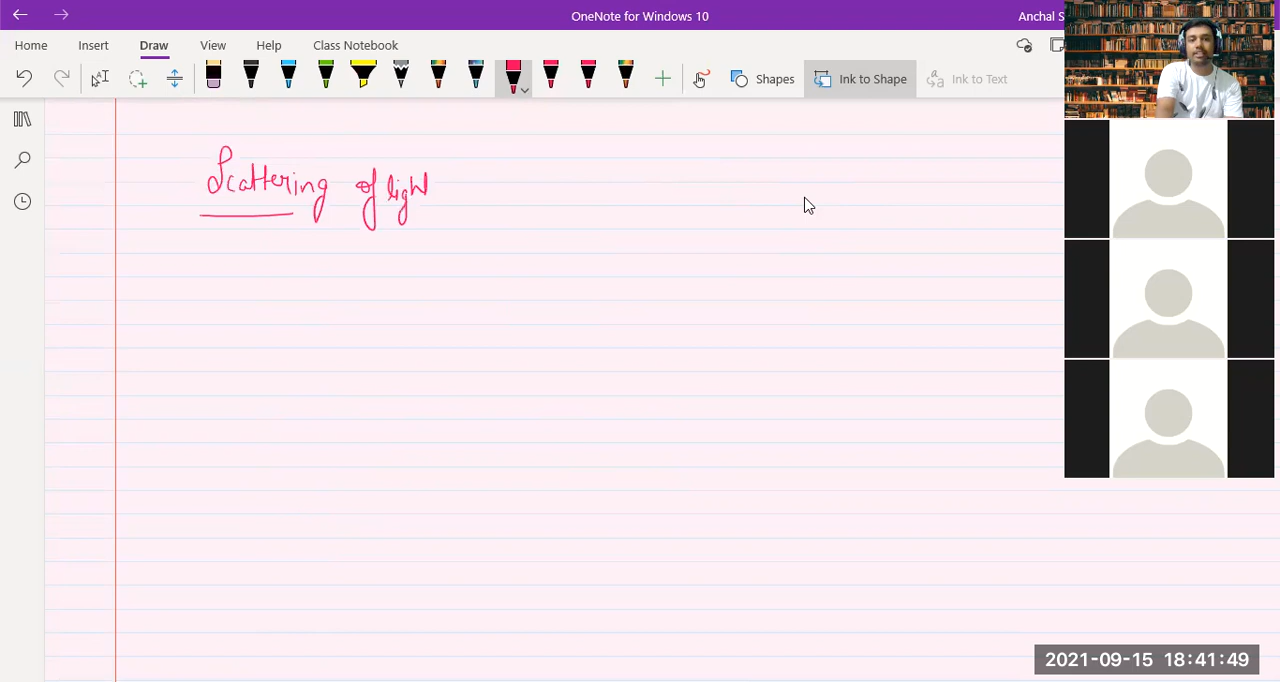 OneNote for Windows 10
Anchal S
Home Insert Draw View Help Class Notebook
Shapes Ink to Shape Ink to Text
Scattering of light
2021-09-15 18:41:49